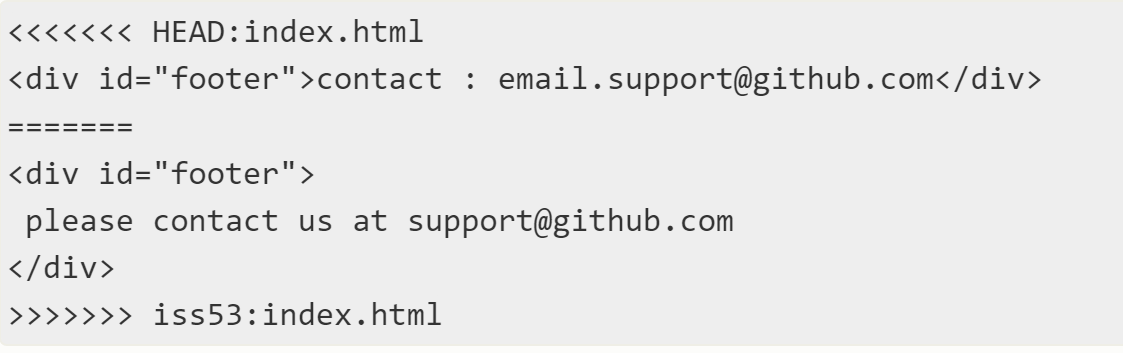 <<<<<<< HEAD:index.html
<div id="footer">contact : email.support@github.com</div>
=======
<div id="footer">
 please contact us at support@github.com
</div>
>>>>>>> iss53:index.html